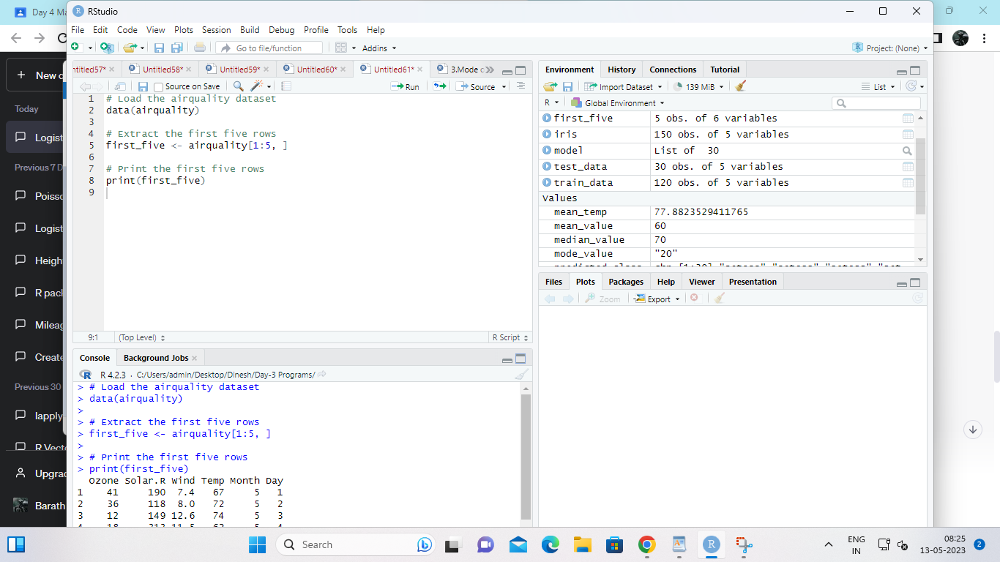 Day 4 Ma
RStudio
File Edit Code View Plots Session Build Debug Profile Tools Help
Go to file/function
Addins
Project: (None)
New c
Today
Logist
Previous 7 D
Poisso
Logist
Heigh
R pac
Mileag
Create
Previous 30
lapply
R Vecto
Upgra
Barath
ntitled57* Untitled58* Untitled59* Untitled60* Untitled61* 3.Mode c
Source on Save Run Source
1 # Load the airquality dataset
2 data(airquality)
3
4 # Extract the first five rows
5 first_five <- airquality[1:5, ]
6
7 # Print the first five rows
8 print(first_five)
9
9:1 (Top Level) R Script
Console Background Jobs
R 4.2.3 · C:/Users/admin/Desktop/Dinesh/Day-3 Programs/
> # Load the airquality dataset
> data(airquality)
>
> # Extract the first five rows
> first_five <- airquality[1:5, ]
>
> # Print the first five rows
> print(first_five)
Ozone Solar.R Wind Temp Month Day
1 41 190 7.4 67 5 1
2 36 118 8.0 72 5 2
3 12 149 12.6 74 5 3
4 18 313 11.5 62 5 4
Environment History Connections Tutorial
Import Dataset 139 MiB List
R Global Environment
first_five 5 obs. of 6 variables
iris 150 obs. of 5 variables
model List of 30
test_data 30 obs. of 5 variables
train_data 120 obs. of 5 variables
Values
mean_temp 77.8823529411765
mean_value 60
median_value 70
mode_value "20"
Files Plots Packages Help Viewer Presentation
Zoom Export
Search
ENG
IN
08:25
13-05-2023
2